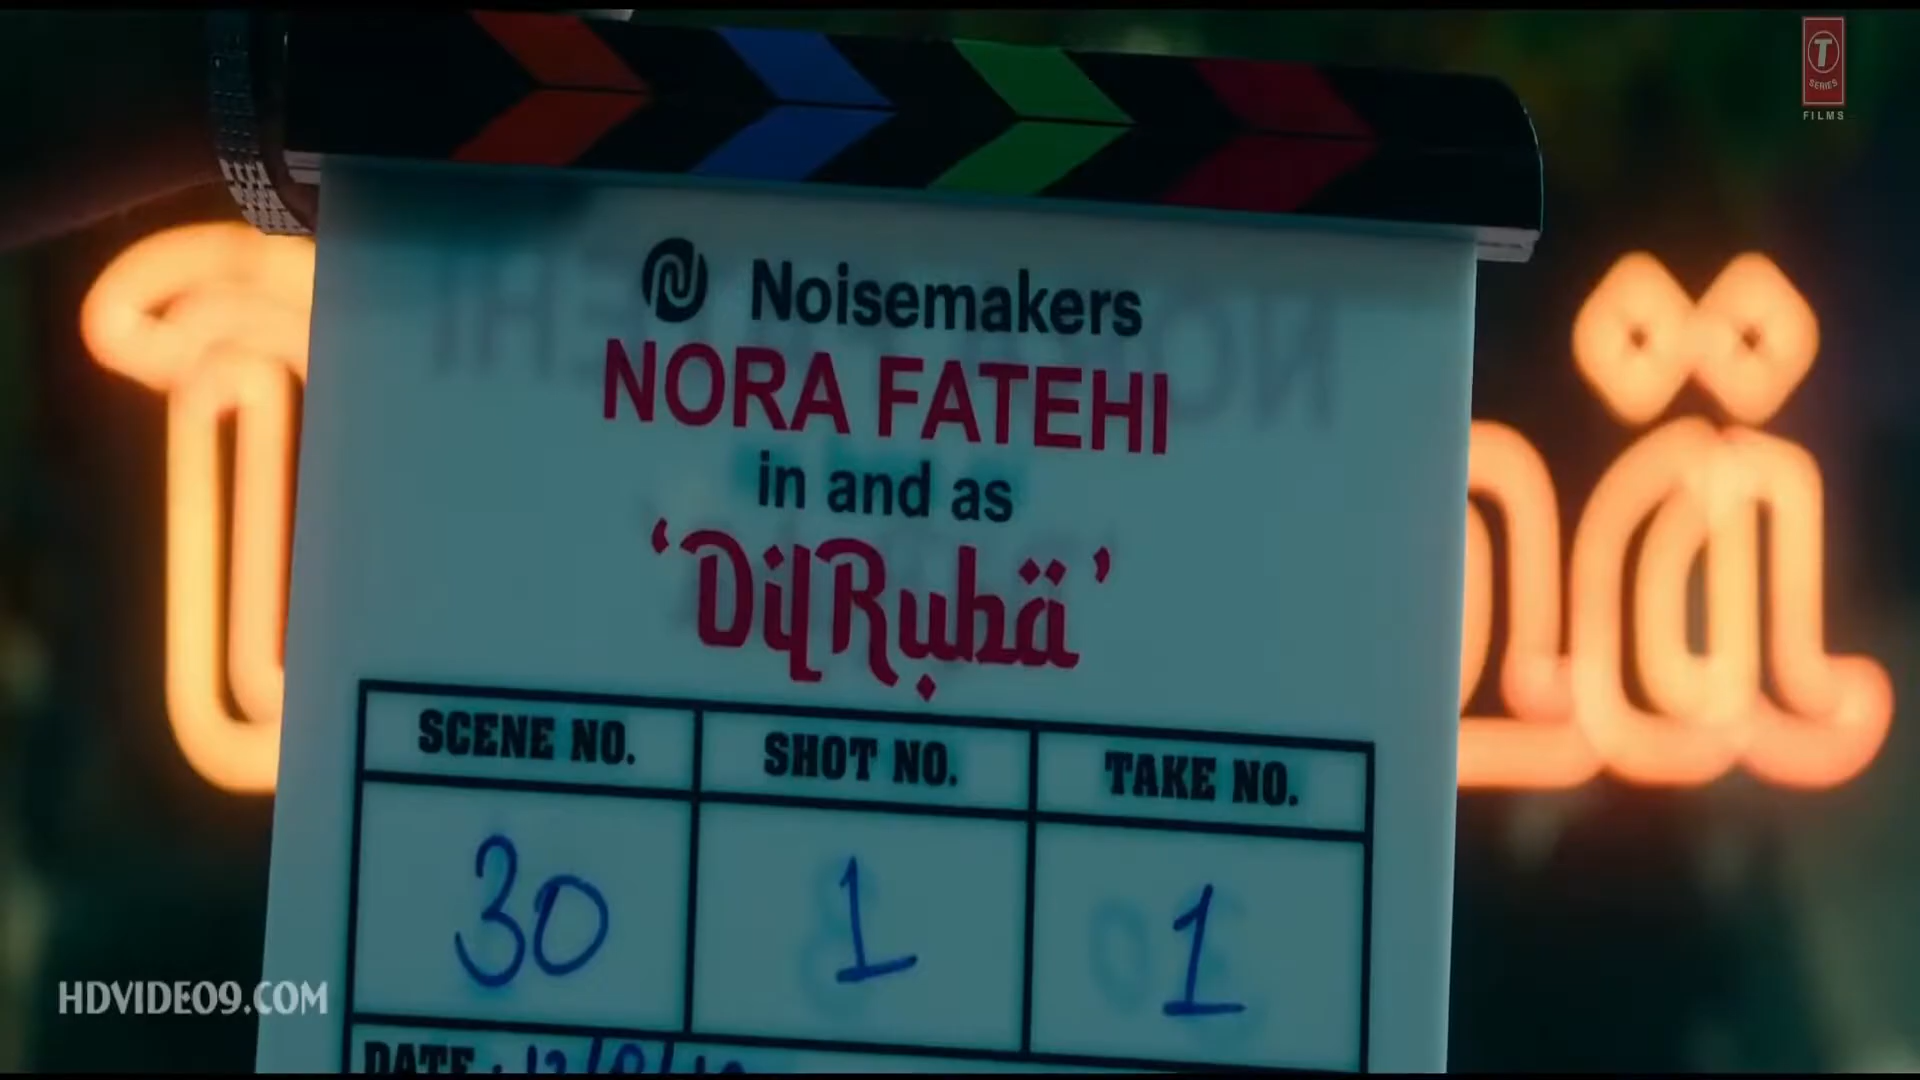 T
SERIES
FILMS
Noisemakers
NORA FATEHI
in and as
‘DilRubä’
SCENE NO. SHOT NO. TAKE NO.
30 1 1
HDVIDEO9.COM
DATE :